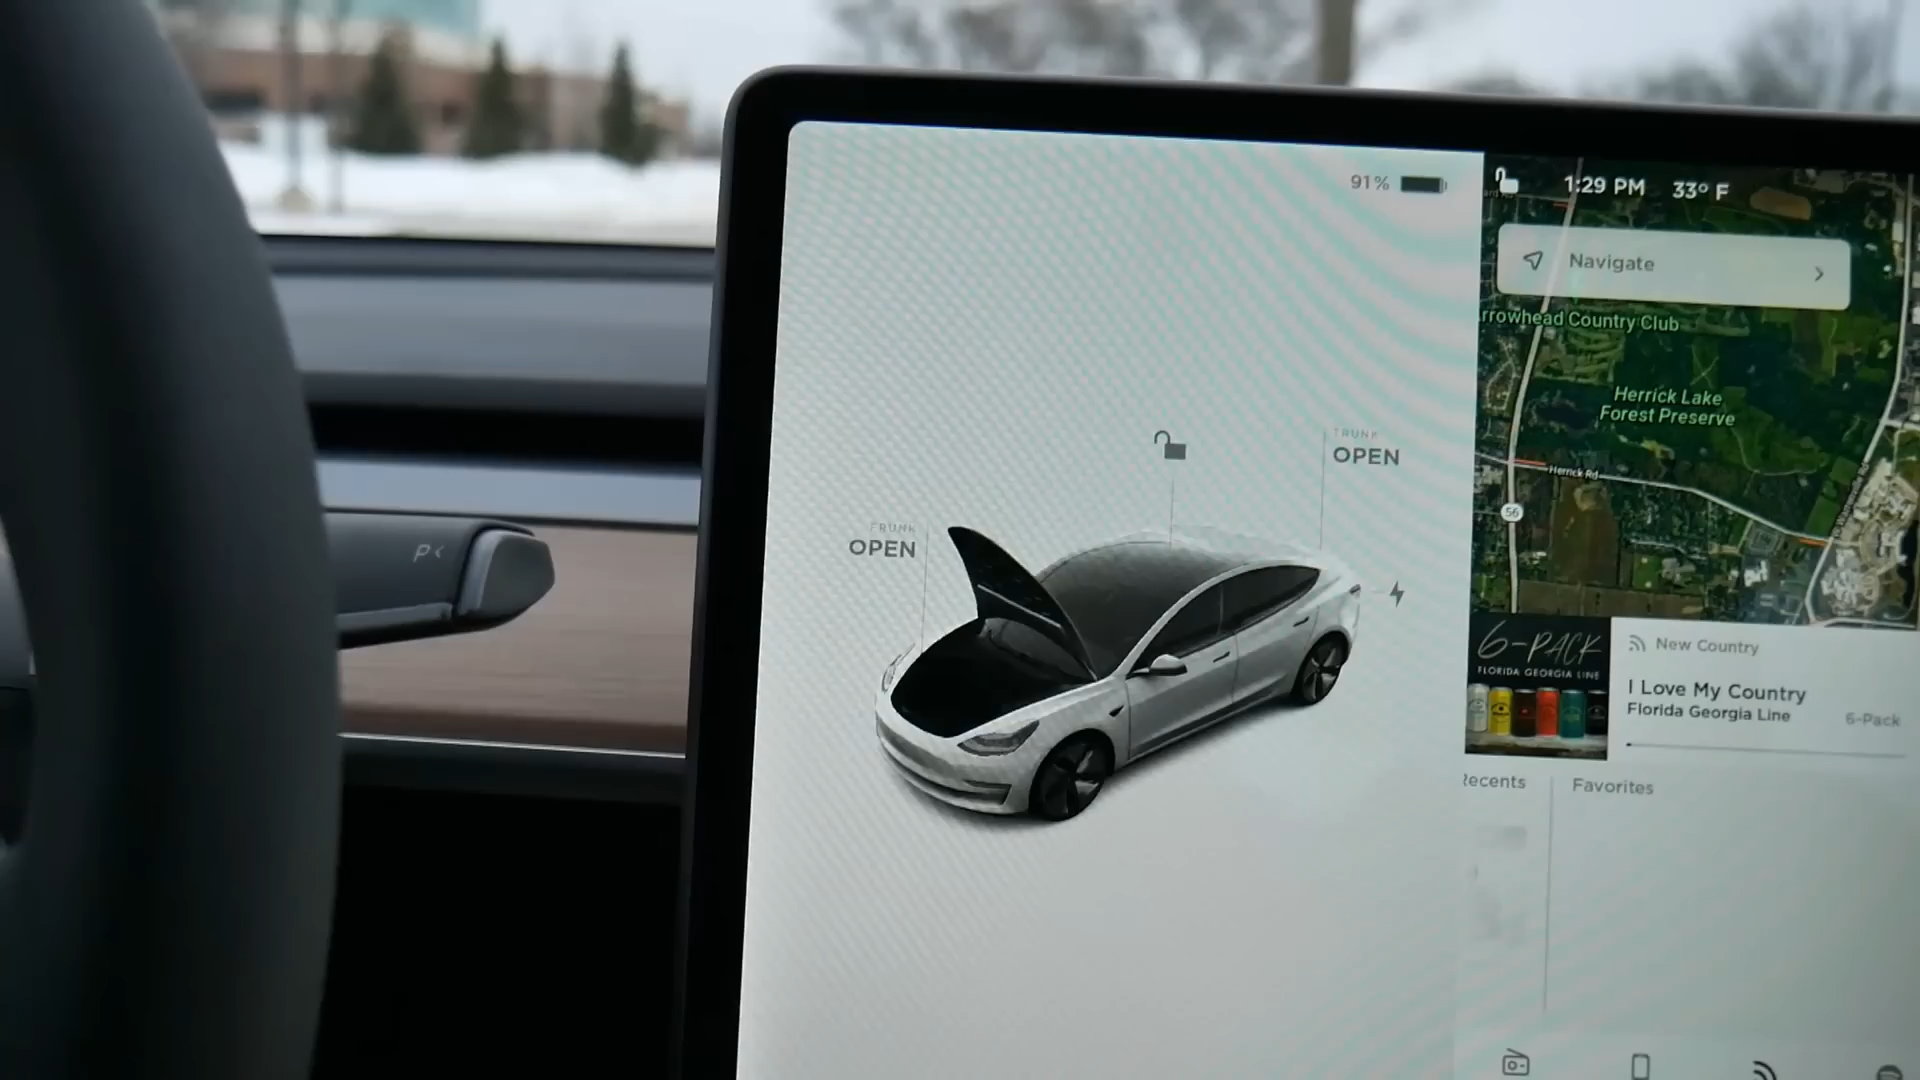 91%
1:29 PM
33° F
Navigate
rrowhead Country Club
Herrick Lake
Forest Preserve
Herrick Rd
56
TRUNK
OPEN
FRUNK
OPEN
P<
6-PACK
FLORIDA GEORGIA LINE
New Country
I Love My Country
Florida Georgia Line
6-Pack
Recents
Favorites